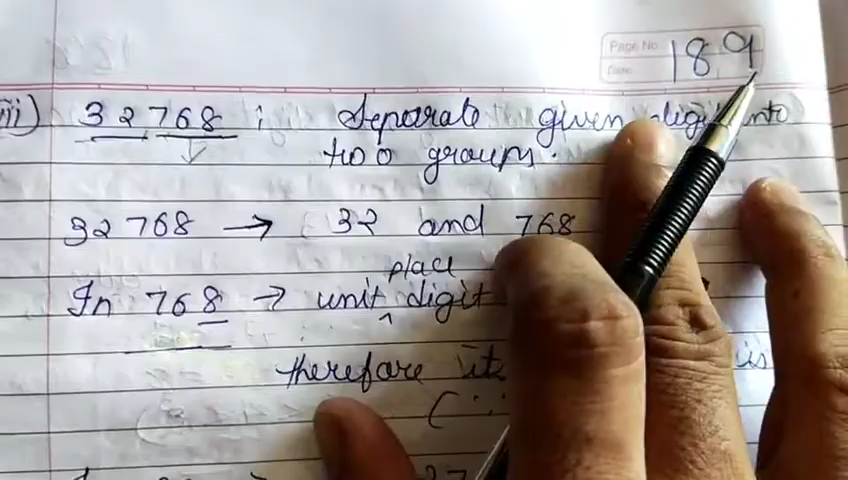 Page No. 189
Date:
iii) 32768 ; Separate given digit into
two groups.
32768 → 32 and 768
place
In 768 → unit ‸ digit
therefore it is
(∵